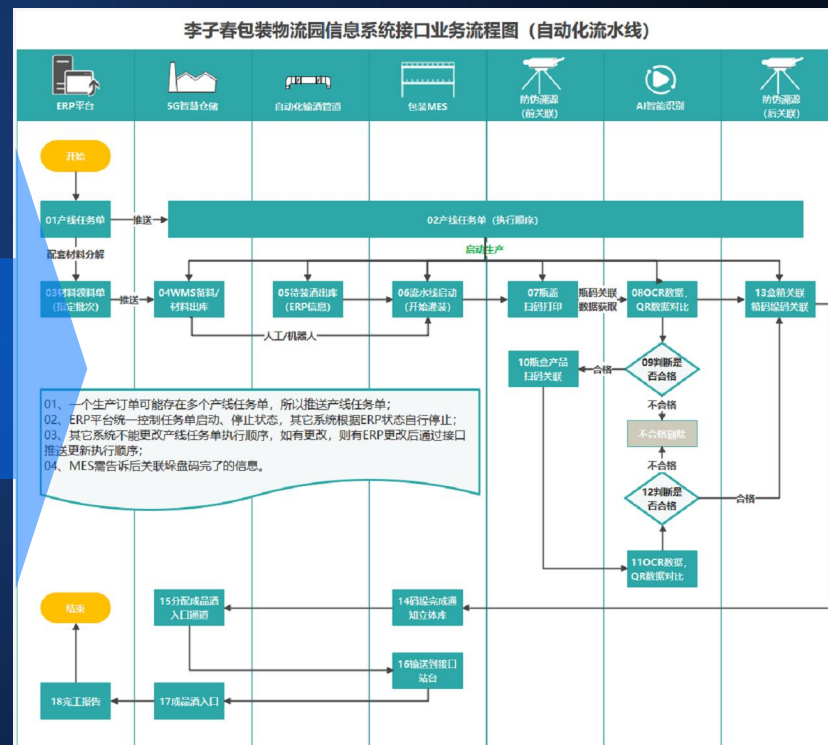 李子春包装物流园信息系统接口业务流程图（自动化流水线）
ERP平台
5G智慧仓储
自动化输酒管道
包装MES
防伪溯源
（前关联）
AI智能识别
防伪溯源
（后关联）
开始
01产线任务单
推送
02产线任务单（执行顺序）
配套材料分解
启动生产
03材料领料单
（指定批次）
推送
04WMS备料/
材料出库
05待装酒出库
（ERP信息）
06流水线启动
（开始灌装）
07瓶盖
扫码打印
瓶码关联
数据获取
08OCR数据，
QR数据对比
13盒箱关联
箱码垛码关联
人工/机器人
10瓶盒产品
扫码关联
合格
09判断是
否合格
不合格
不合格剔除
不合格
12判断是
否合格
合格
11OCR数据，
QR数据对比
01、一个生产订单可能存在多个产线任务单，所以推送产线任务单；
02、ERP平台统一控制任务单启动、停止状态，其它系统根据ERP状态自行停止；
03、其它系统不能更改产线任务单执行顺序，如有更改，则有ERP更改后通过接口
推送更新执行顺序；
04、MES需告诉后关联垛盘码完了的信息。
结束
15分配成品酒
入口通道
14码垛完成通
知立体库
16输送到接口
站台
18完工报告
17成品酒入口